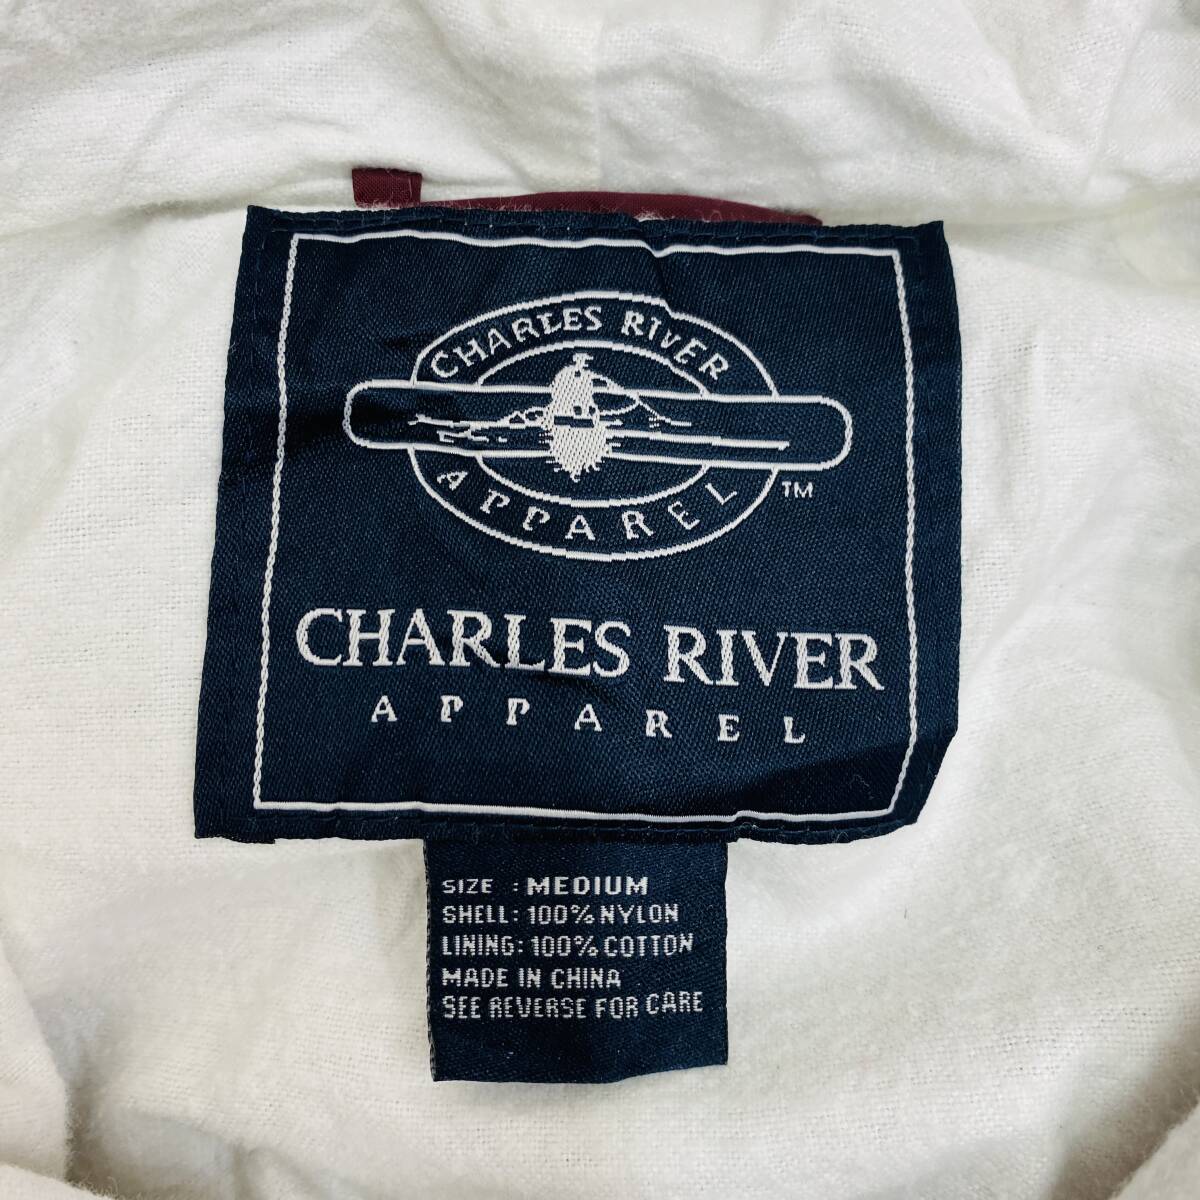 CHARLES RIVER
APPAREL
TM
CHARLES RIVER
APPAREL
SIZE : MEDIUM
SHELL: 100% NYLON
LINING: 100% COTTON
MADE IN CHINA
SEE REVERSE FOR CARE